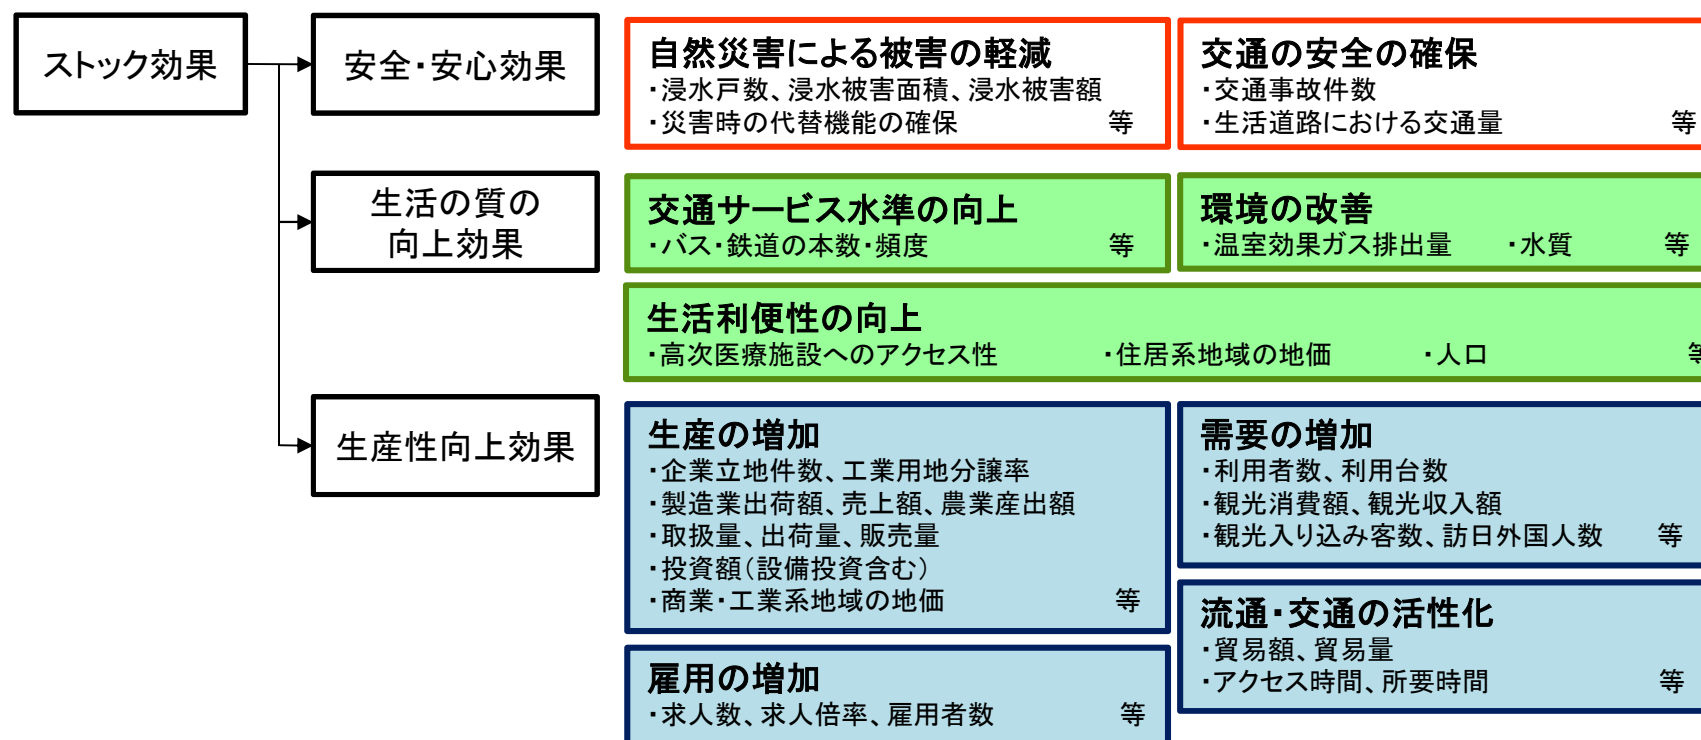 ストック効果
安全・安心効果
自然災害による被害の軽減
・浸水戸数、浸水被害面積、浸水被害額
・災害時の代替機能の確保 等
交通の安全の確保
・交通事故件数
・生活道路における交通量 等
生活の質の
向上効果
交通サービス水準の向上
・バス・鉄道の本数・頻度 等
環境の改善
・温室効果ガス排出量 ・水質 等
生活利便性の向上
・高次医療施設へのアクセス性 ・住居系地域の地価 ・人口 等
生産性向上効果
生産の増加
・企業立地件数、工業用地分譲率
・製造業出荷額、売上額、農業産出額
・取扱量、出荷量、販売量
・投資額（設備投資含む）
・商業・工業系地域の地価 等
需要の増加
・利用者数、利用台数
・観光消費額、観光収入額
・観光入り込み客数、訪日外国人数 等
流通・交通の活性化
・貿易額、貿易量
・アクセス時間、所要時間 等
雇用の増加
・求人数、求人倍率、雇用者数 等